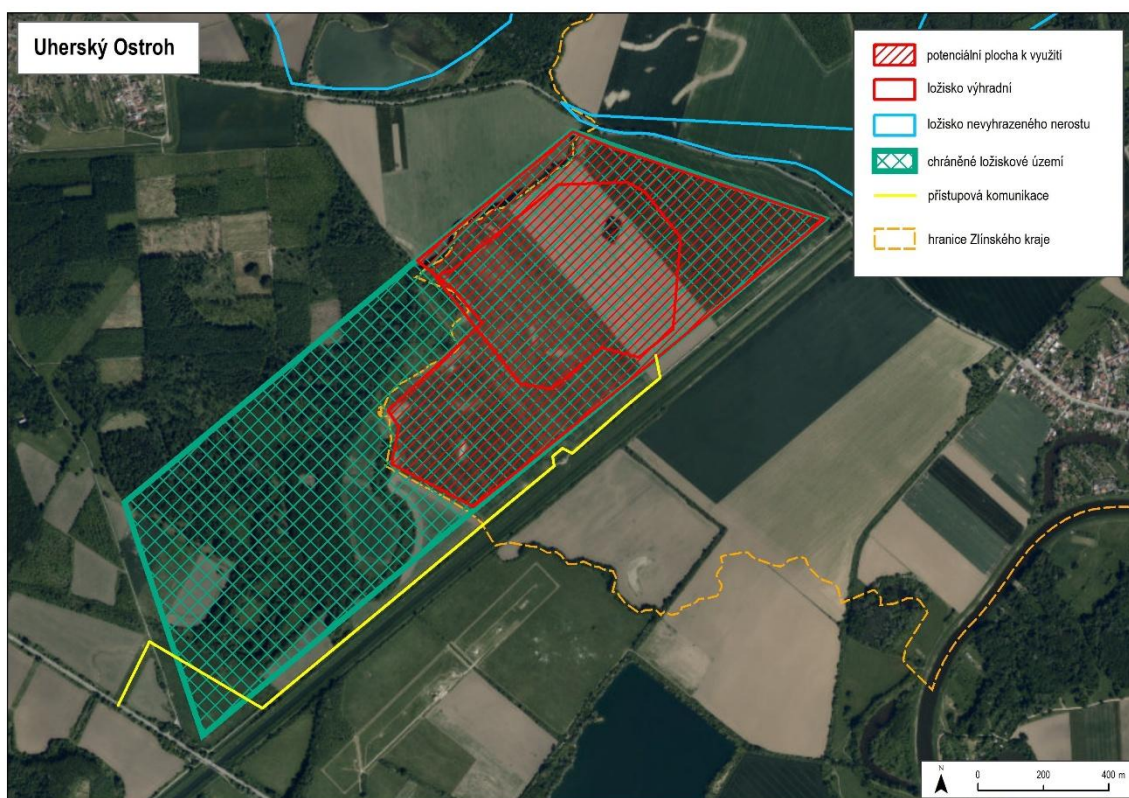 Uherský Ostroh
potenciální plocha k využití
ložisko výhradní
ložisko nevyhrazeného nerostu
chráněné ložiskové území
přístupová komunikace
hranice Zlínského kraje
N
0 200 400 m